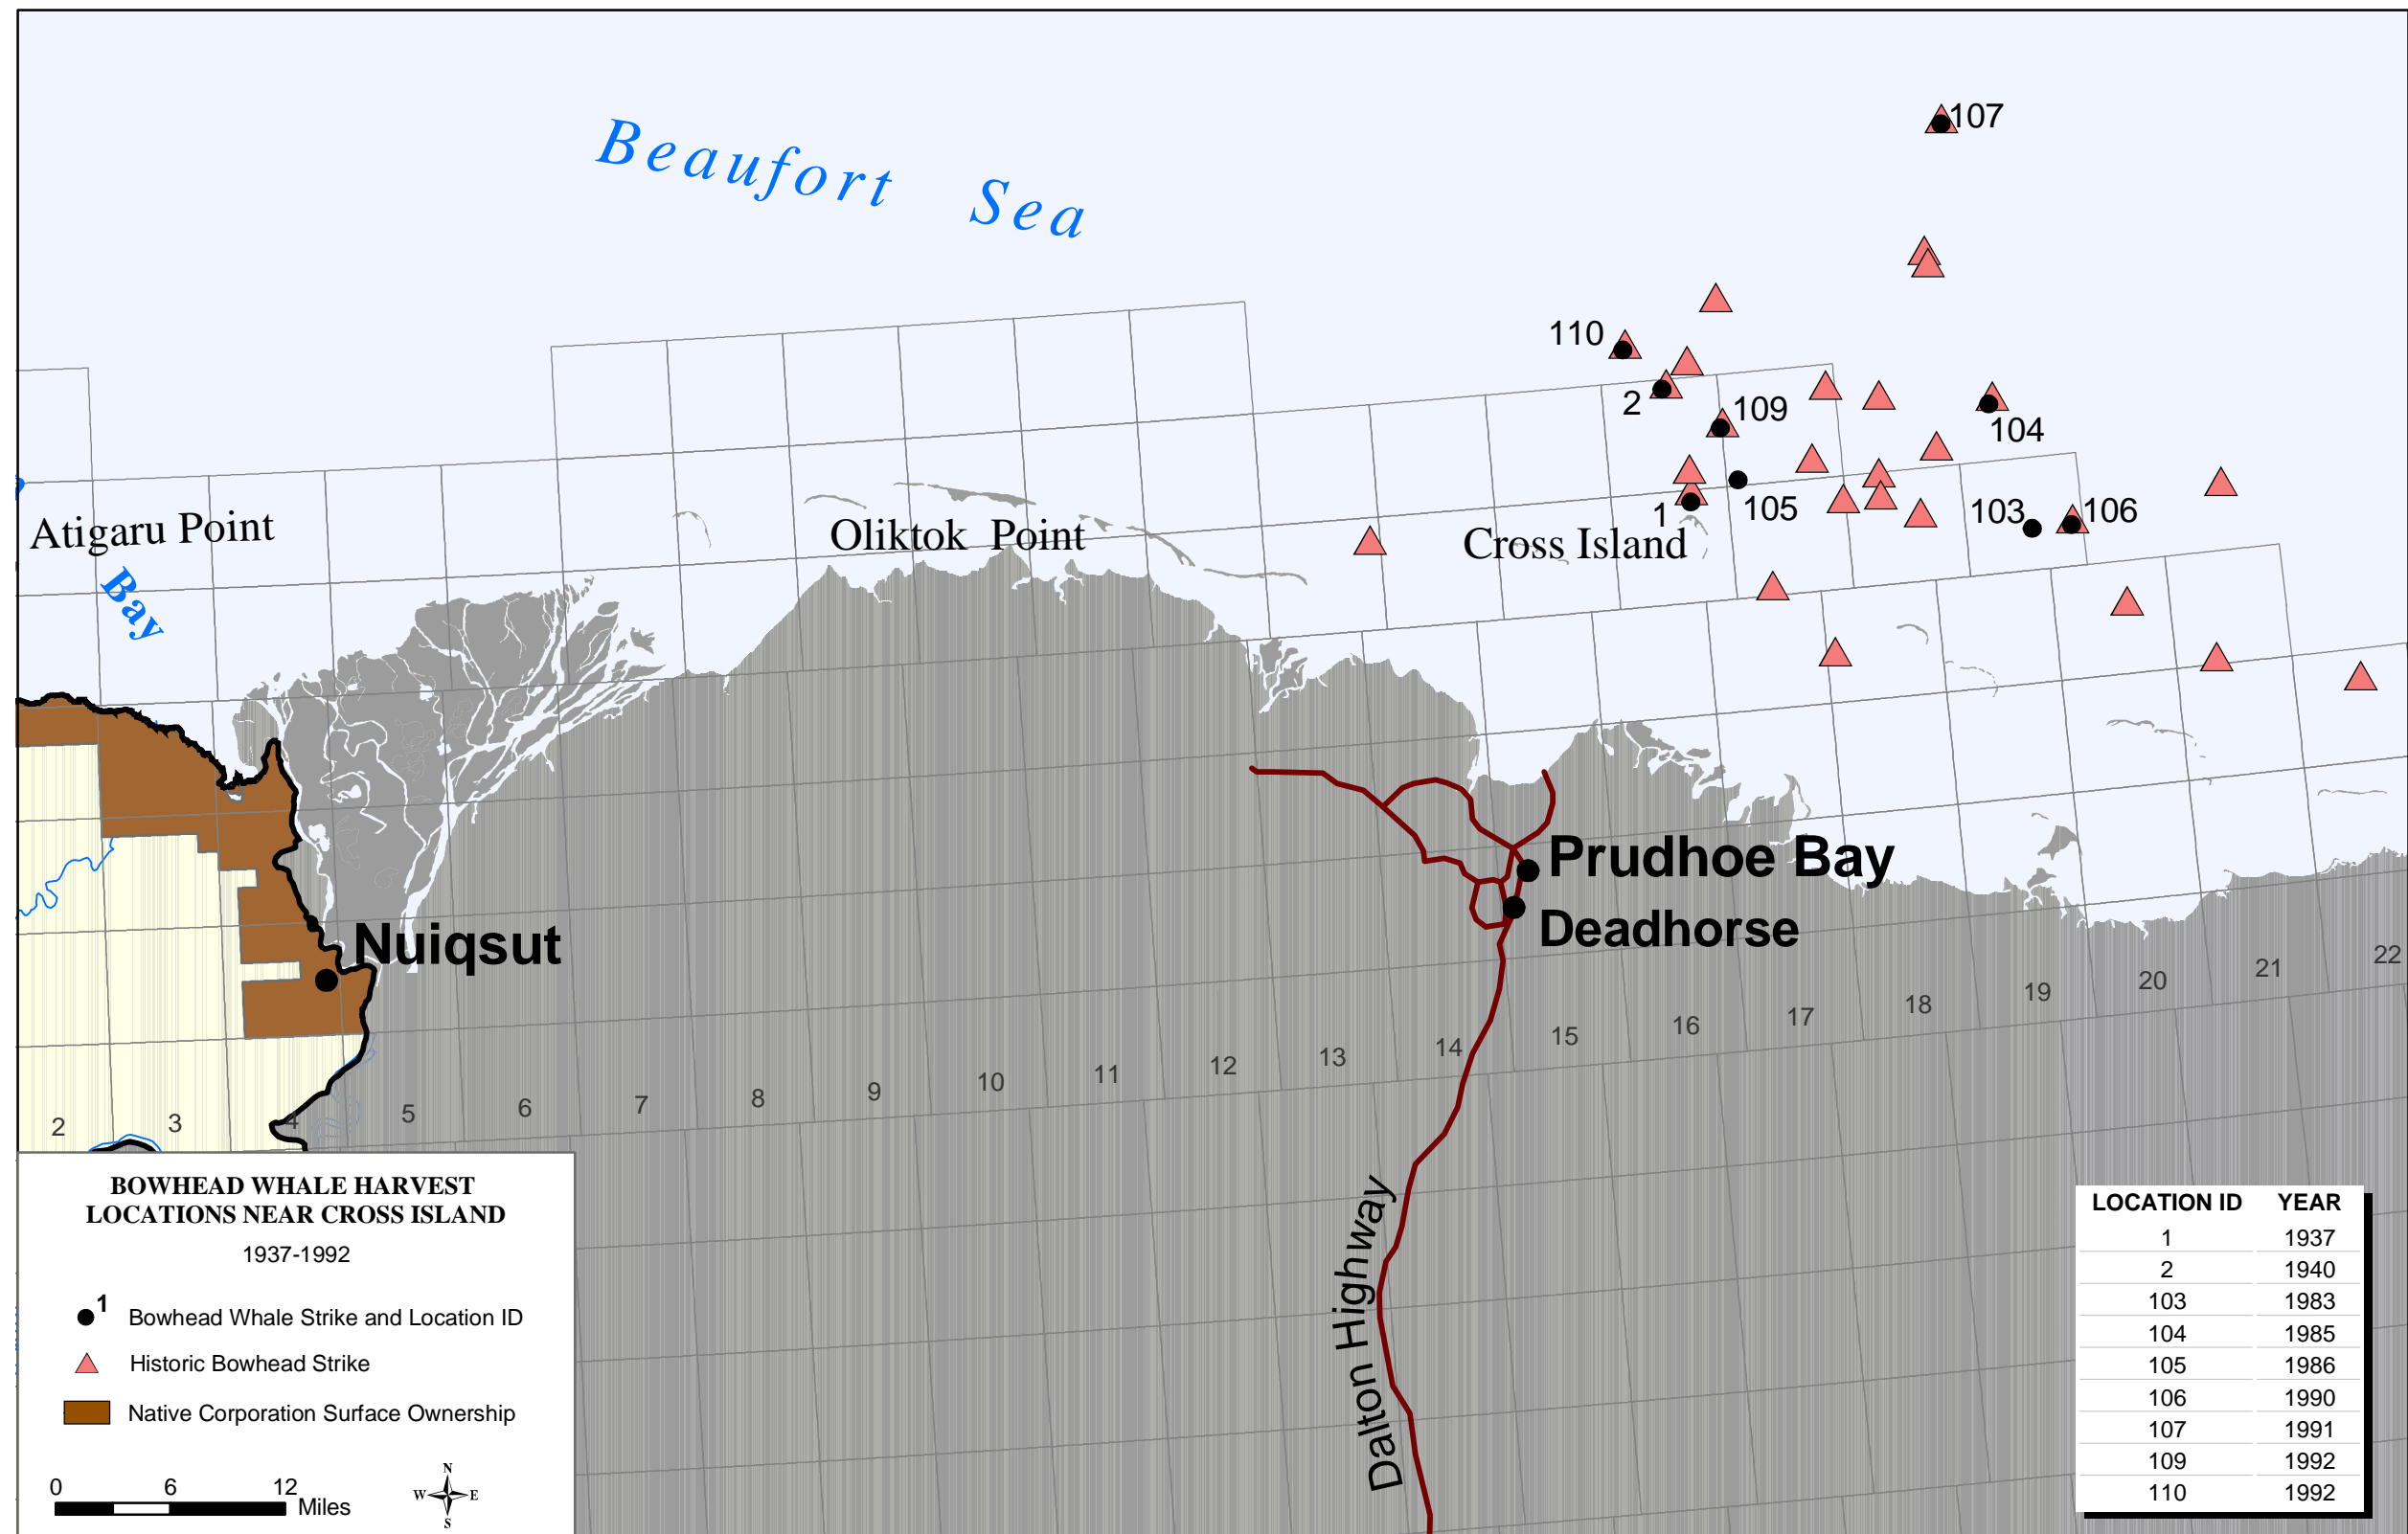 Beaufort Sea
107
110
2
109
104
1
105
103
106
Atigaru Point
Oliktok Point
Cross Island
Bay
Prudhoe Bay
Deadhorse
Nuiqsut
2
3
4
5
6
7
8
9
10
11
12
13
14
15
16
17
18
19
20
21
22
Dalton Highway
BOWHEAD WHALE HARVEST
LOCATIONS NEAR CROSS ISLAND
1937-1992
1
Bowhead Whale Strike and Location ID
Historic Bowhead Strike
Native Corporation Surface Ownership
0 6 12
Miles
N
W E
S
LOCATION ID YEAR
1 1937
2 1940
103 1983
104 1985
105 1986
106 1990
107 1991
109 1992
110 1992